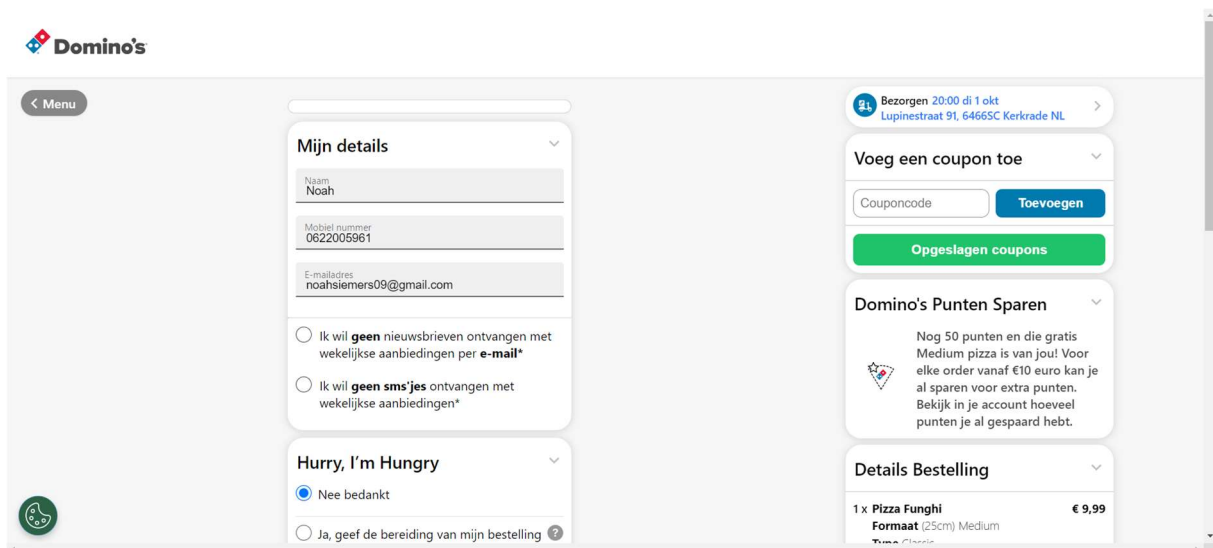 Domino's
Menu
Mijn details
Naam
Noah
Mobiel nummer
0622005961
E-mailadres
noahsiemers09@gmail.com
Ik wil geen nieuwsbrieven ontvangen met
wekelijkse aanbiedingen per e-mail*
Ik wil geen sms'jes ontvangen met
wekelijkse aanbiedingen*
Hurry, I'm Hungry
Nee bedankt
Ja, geef de bereiding van mijn bestelling ?
Bezorgen 20:00 di 1 okt
Lupinestraat 91, 6466SC Kerkrade NL
Voeg een coupon toe
Couponcode
Toevoegen
Opgeslagen coupons
Domino's Punten Sparen
Nog 50 punten en die gratis
Medium pizza is van jou! Voor
elke order vanaf €10 euro kan je
al sparen voor extra punten.
Bekijk in je account hoeveel
punten je al gespaard hebt.
Details Bestelling
1 x Pizza Funghi € 9,99
Formaat (25cm) Medium
Type Classic